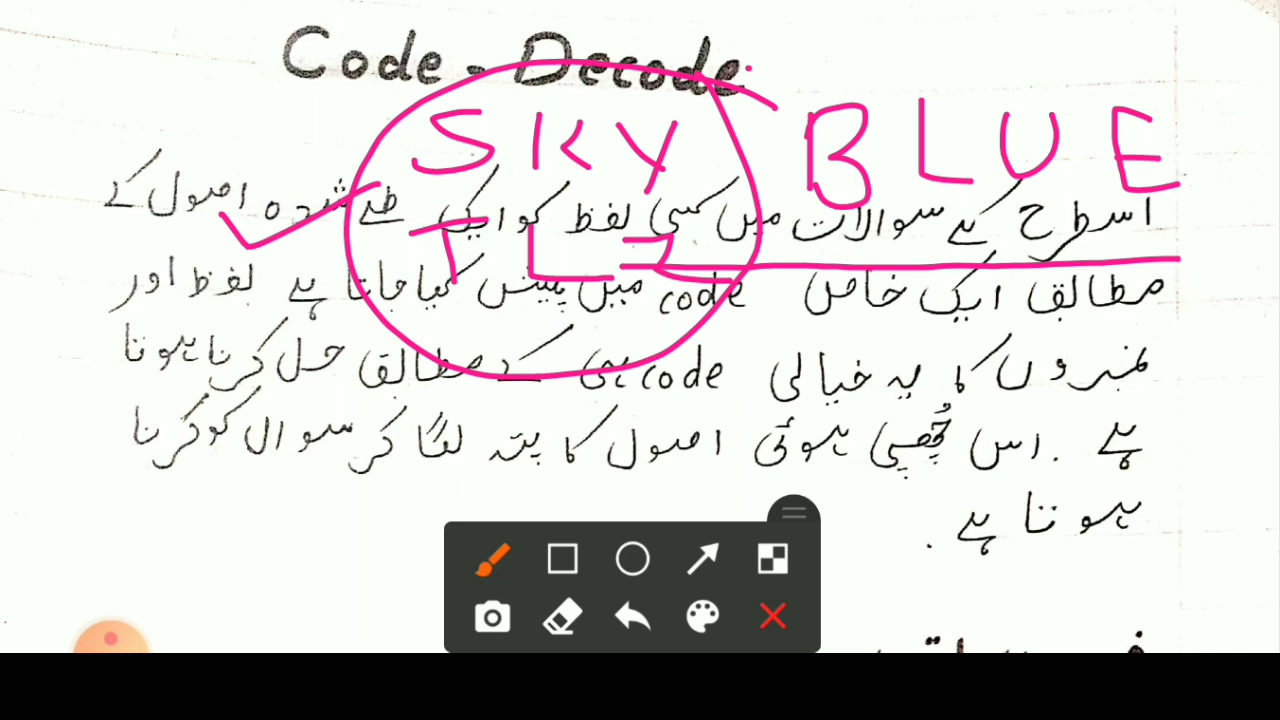 Code - Decode
SKY BLUE
TLZ
اسطرح کے سوالات میں کسی لفظ کو ایک طے شدہ اصول کے
مطابق ایک خاص code میں پیش کیا جاتا ہے لفظ اور
نمبروں کا یہ خیالی code ہی کے مطابق حل کرنا ہوتا
ہے . اس چُھپی ہوئی اصول کا پتہ لگا کر سوال کو کرنا
ہوتا ہے .